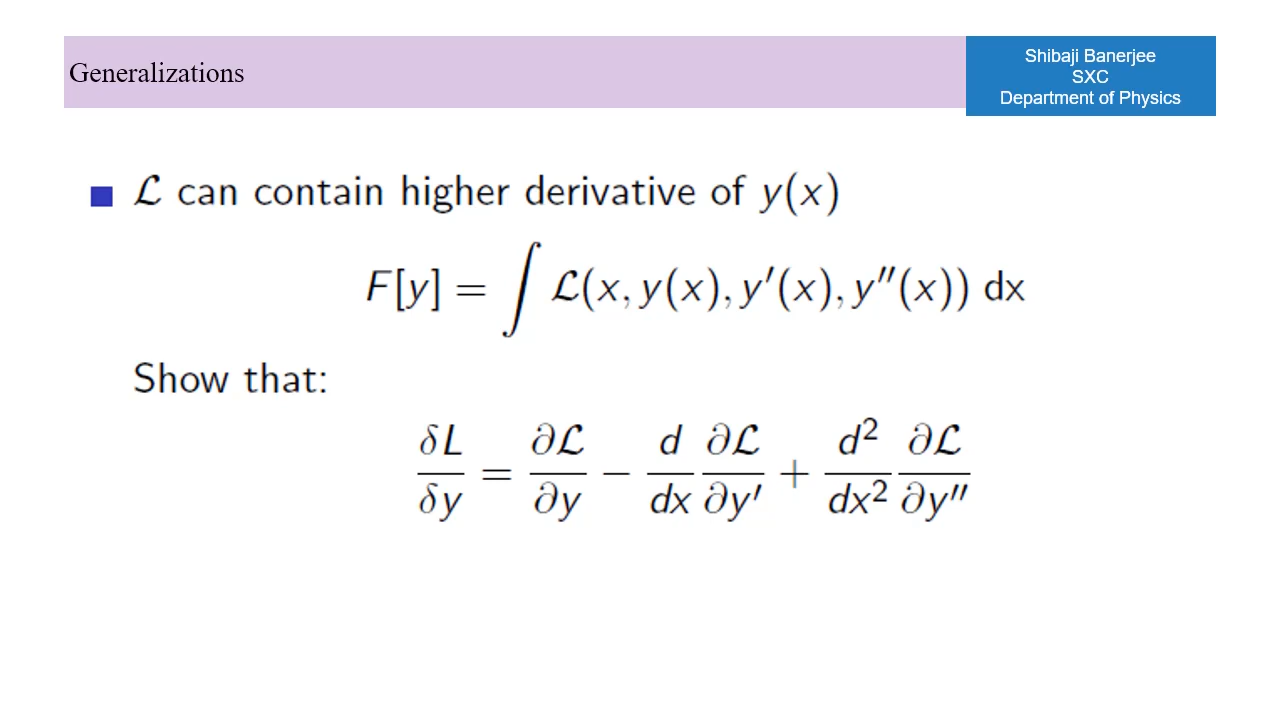 Generalizations
Shibaji Banerjee
SXC
Department of Physics
ℒ can contain higher derivative of y(x)
F[y] = ∫ ℒ(x, y(x), y′(x), y″(x)) dx
Show that:
δL/δy = ∂ℒ/∂y − d/dx ∂ℒ/∂y′ + d²/dx² ∂ℒ/∂y″